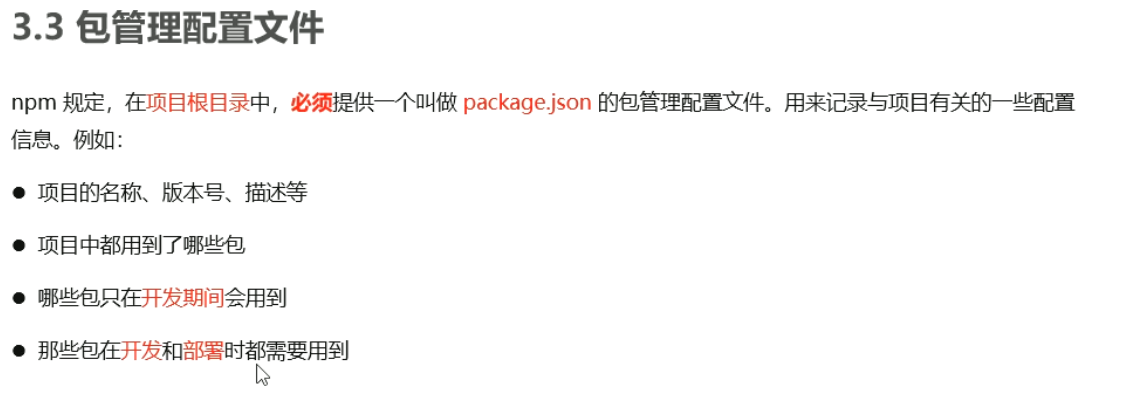 3.3 包管理配置文件
npm 规定，在项目根目录中，必须提供一个叫做 package.json 的包管理配置文件。用来记录与项目有关的一些配置
信息。例如：
● 项目的名称、版本号、描述等
● 项目中都用到了哪些包
● 哪些包只在开发期间会用到
● 那些包在开发和部署时都需要用到